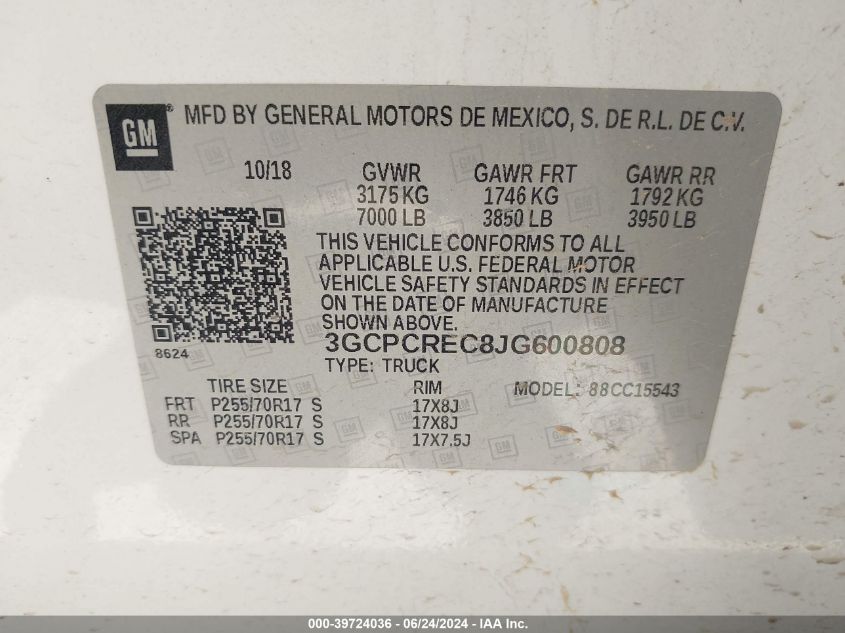 GM ® MFD BY GENERAL MOTORS DE MEXICO, S. DE R.L. DE C.V.
10/18 GVWR GAWR FRT GAWR RR
3175 KG 1746 KG 1792 KG
7000 LB 3850 LB 3950 LB
THIS VEHICLE CONFORMS TO ALL
APPLICABLE U.S. FEDERAL MOTOR
VEHICLE SAFETY STANDARDS IN EFFECT
ON THE DATE OF MANUFACTURE
SHOWN ABOVE.
3GCPCREC8JG600808
8624
TYPE: TRUCK
TIRE SIZE RIM MODEL: 88CC15543
FRT P255/70R17 S 17X8J
RR P255/70R17 S 17X8J
SPA P255/70R17 S 17X7.5J
000-39724036 - 06/24/2024 - IAA Inc.